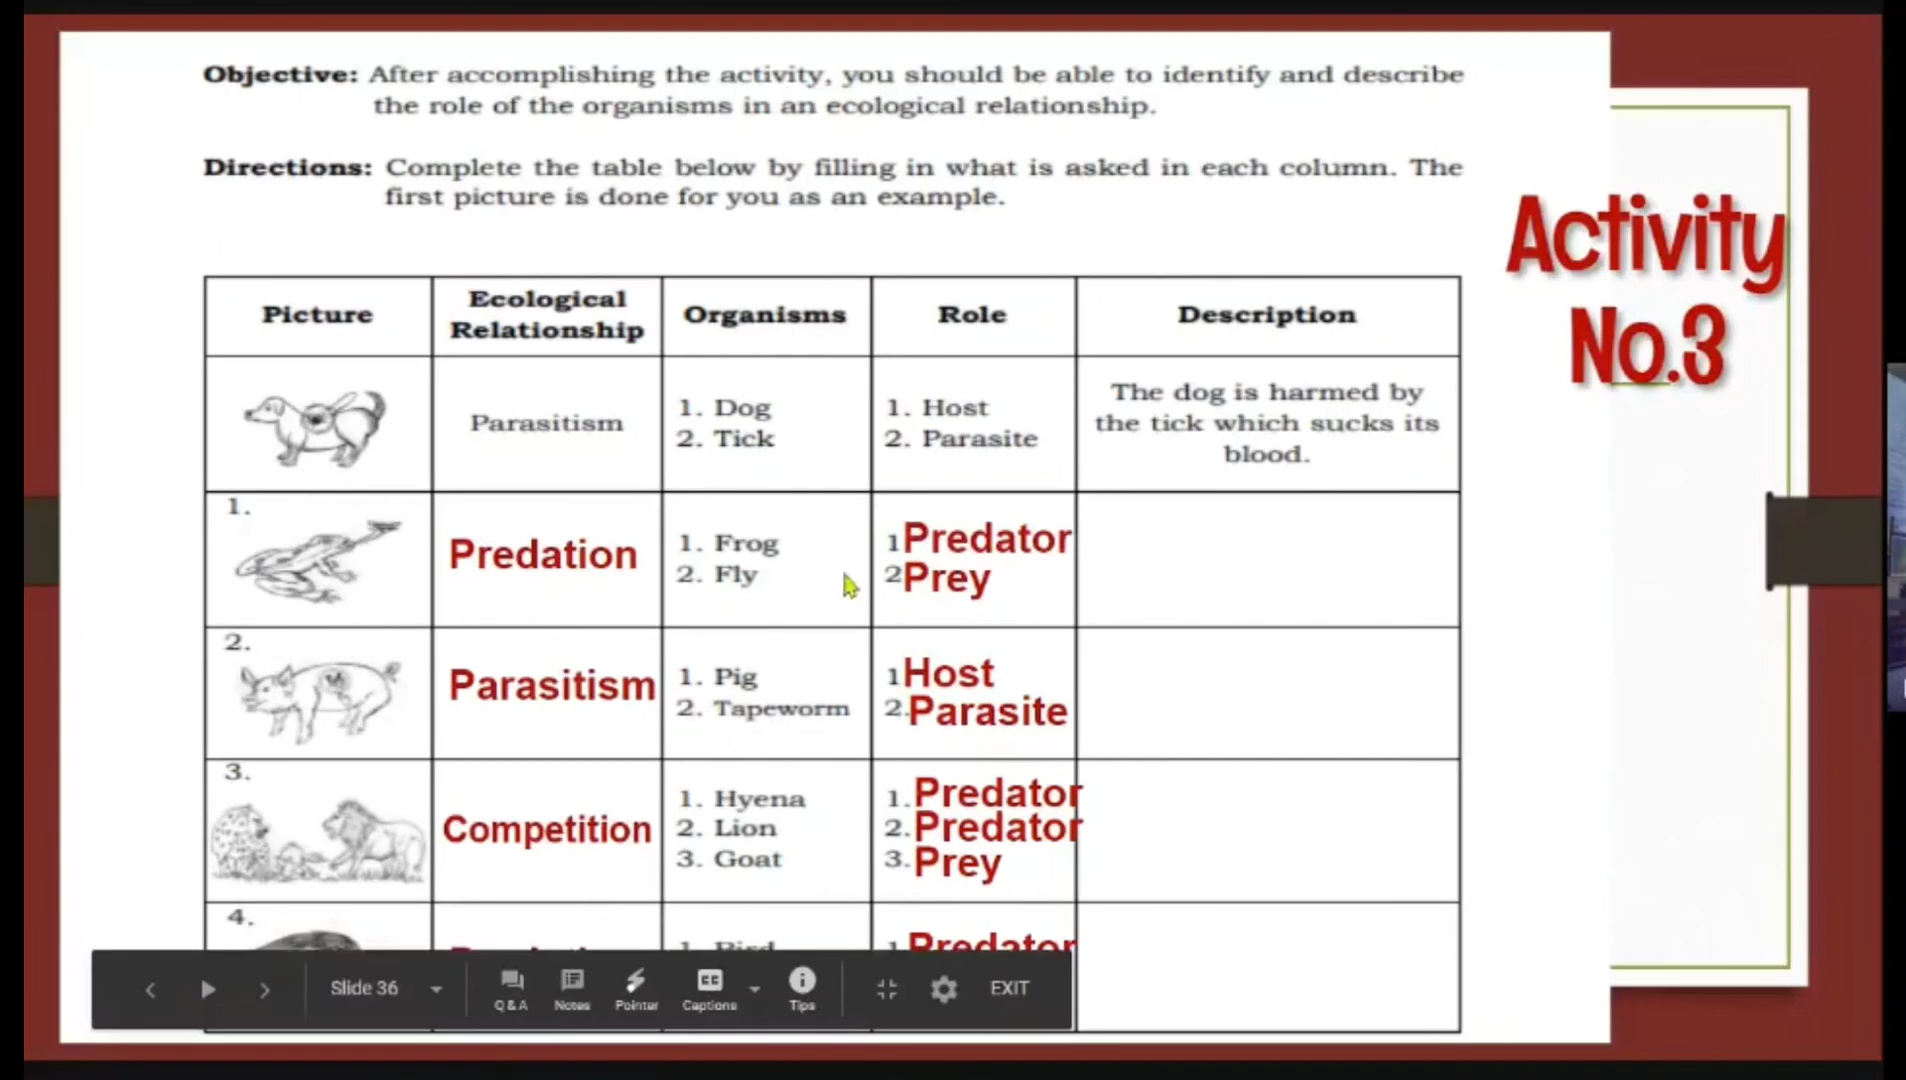 Objective: After accomplishing the activity, you should be able to identify and describe
the role of the organisms in an ecological relationship.
Directions: Complete the table below by filling in what is asked in each column. The
first picture is done for you as an example.
Activity
No.3
Picture
Ecological
Relationship
Organisms
Role
Description
Parasitism
1. Dog
2. Tick
1. Host
2. Parasite
The dog is harmed by
the tick which sucks its
blood.
1.
Predation
1. Frog
2. Fly
1 Predator
2 Prey
2.
Parasitism
1. Pig
2. Tapeworm
1 Host
2. Parasite
3.
Competition
1. Hyena
2. Lion
3. Goat
1. Predator
2. Predator
3. Prey
4.
1. Bird
1 Predator
Slide 36
Q&A
Notes
Pointer
CC
Captions
Tips
EXIT